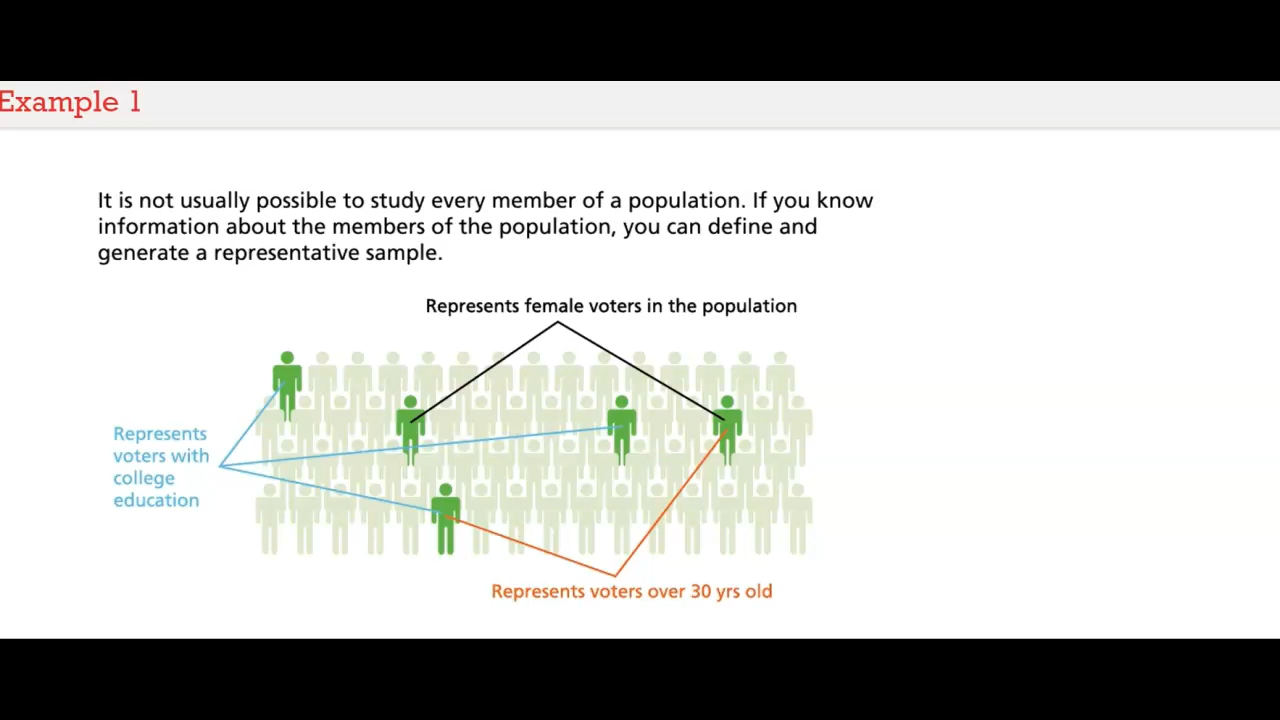 Example 1
It is not usually possible to study every member of a population. If you know
information about the members of the population, you can define and
generate a representative sample.
Represents female voters in the population
Represents
voters with
college
education
Represents voters over 30 yrs old